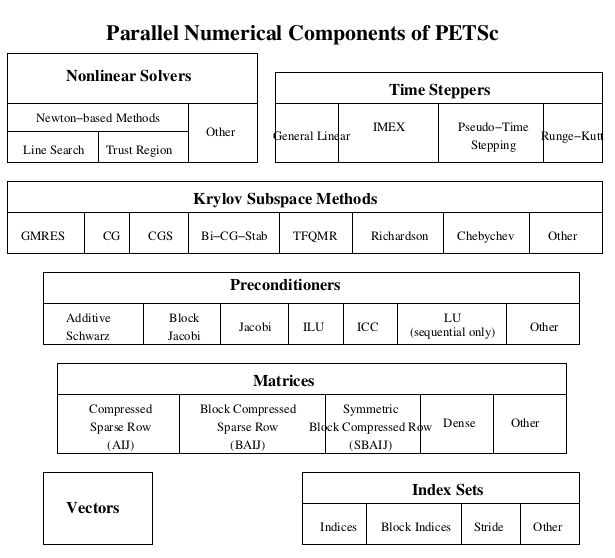 Parallel Numerical Components of PETSc
Nonlinear Solvers
Newton−based Methods
Other
Line Search
Trust Region
Time Steppers
General Linear
IMEX
Pseudo−Time
Stepping
Runge−Kutt
Krylov Subspace Methods
GMRES
CG
CGS
Bi−CG−Stab
TFQMR
Richardson
Chebychev
Other
Preconditioners
Additive
Schwarz
Block
Jacobi
Jacobi
ILU
ICC
LU
(sequential only)
Other
Matrices
Compressed
Sparse Row
(AIJ)
Block Compressed
Sparse Row
(BAIJ)
Symmetric
Block Compressed Row
(SBAIJ)
Dense
Other
Vectors
Index Sets
Indices
Block Indices
Stride
Other